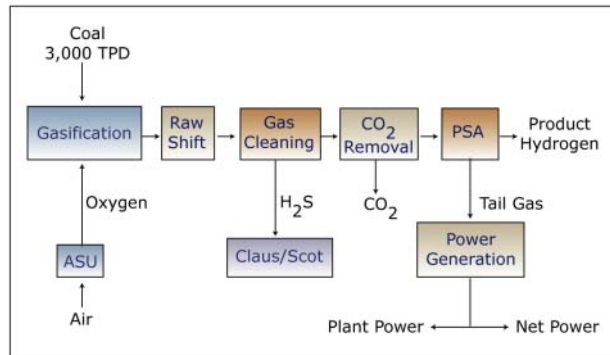 Coal
3,000 TPD
Gasification
Raw
Shift
Gas
Cleaning
CO2
Removal
PSA
Product
Hydrogen
Oxygen
H2S
CO2
Tail Gas
ASU
Claus/Scot
Power
Generation
Air
Plant Power
Net Power